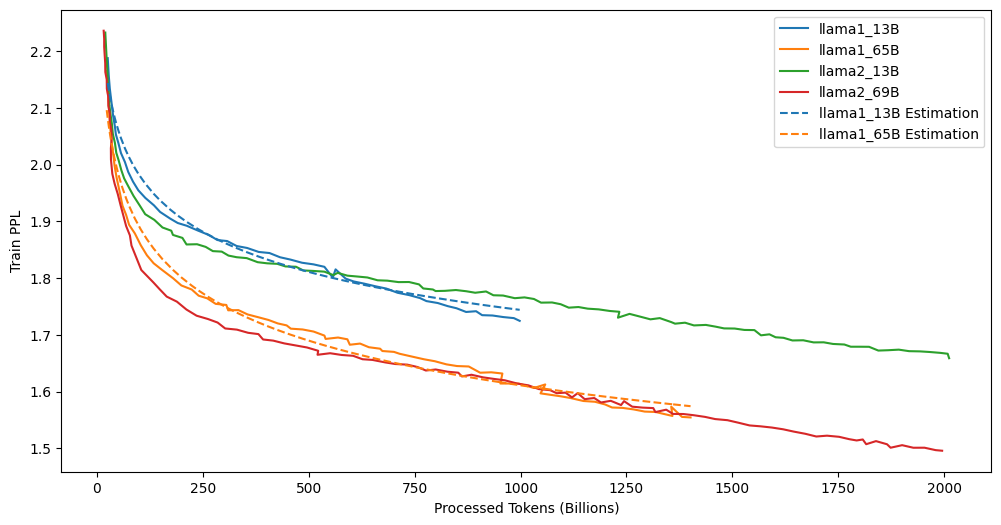 llama1_13B
llama1_65B
llama2_13B
llama2_69B
llama1_13B Estimation
llama1_65B Estimation
Train PPL
2.2
2.1
2.0
1.9
1.8
1.7
1.6
1.5
0
250
500
750
1000
1250
1500
1750
2000
Processed Tokens (Billions)